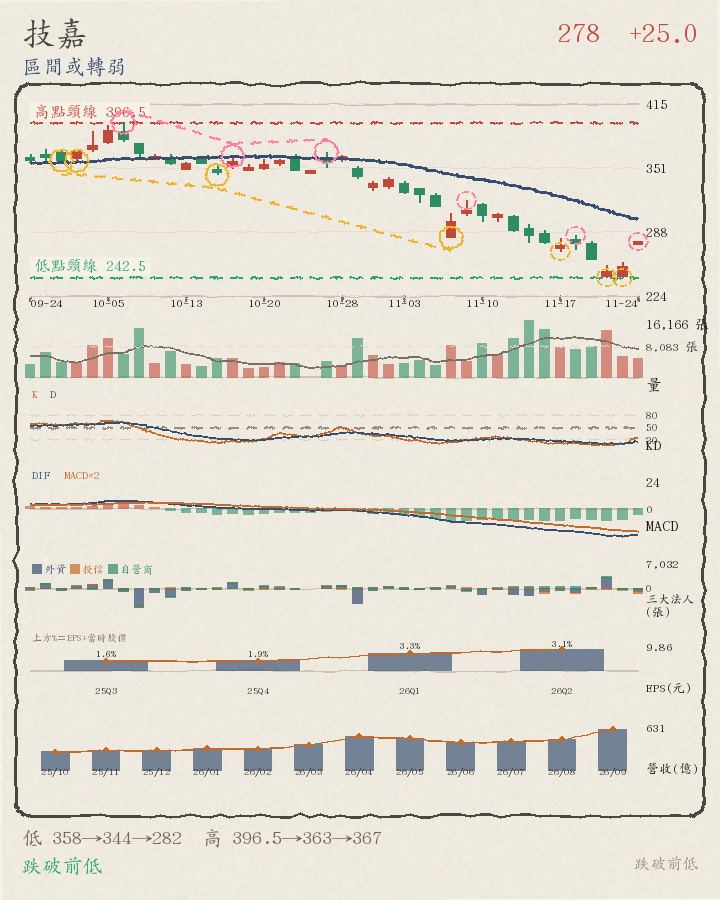 技嘉
278 +25.0
區間或轉弱
高點頸線 396.5
415
351
288
低點頸線 242.5
224
09-24 10-05 10-13 10-20 10-28 11-03 11-10 11-17 11-24
16,166 張
8,083 張
量
K D
80
50
20
KD
DIF MACD×2
24
0
MACD
外資 投信 自營商
7,032
0
三大法人
(張)
上方%＝EPS÷當時股價
1.6% 1.9% 3.3% 3.1%
9.86
25Q3 25Q4 26Q1 26Q2
EPS(元)
631
25/10 25/11 25/12 26/01 26/02 26/03 26/04 26/05 26/06 26/07 26/08 26/09
營收(億)
低 358→344→282 高 396.5→363→367
跌破前低
跌破前低